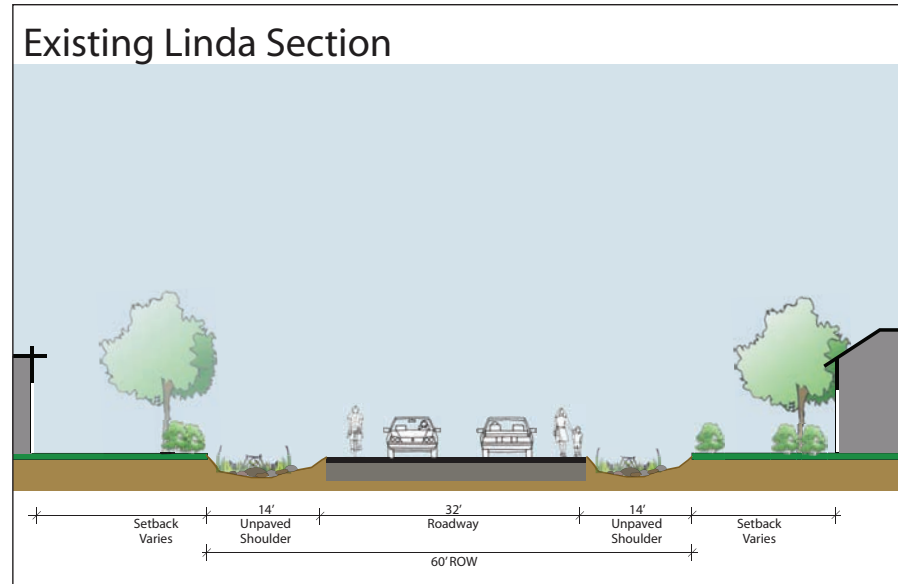 Existing Linda Section
Setback
Varies
14'
Unpaved
Shoulder
32'
Roadway
14'
Unpaved
Shoulder
Setback
Varies
60' ROW